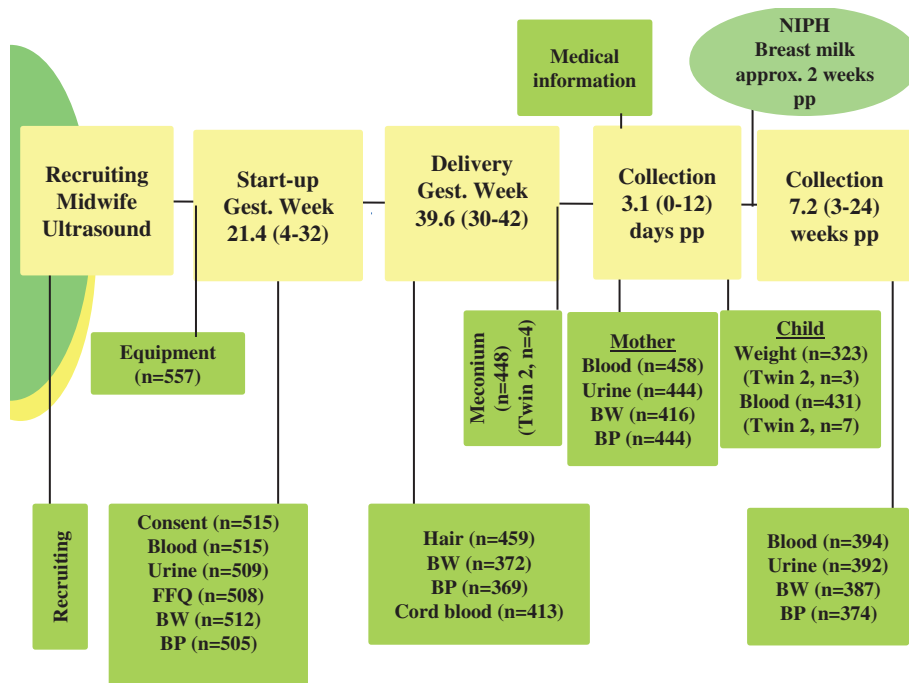 NIPH
Breast milk
approx. 2 weeks
pp
Medical
information
Recruiting
Midwife
Ultrasound
Start-up
Gest. Week
21.4 (4-32)
Delivery
Gest. Week
39.6 (30-42)
Collection
3.1 (0-12)
days pp
Collection
7.2 (3-24)
weeks pp
Equipment
(n=557)
Meconium
(n=448)
(Twin 2, n=4)
Mother
Blood (n=458)
Urine (n=444)
BW (n=416)
BP (n=444)
Child
Weight (n=323)
(Twin 2, n=3)
Blood (n=431)
(Twin 2, n=7)
Recruiting
Consent (n=515)
Blood (n=515)
Urine (n=509)
FFQ (n=508)
BW (n=512)
BP (n=505)
Hair (n=459)
BW (n=372)
BP (n=369)
Cord blood (n=413)
Blood (n=394)
Urine (n=392)
BW (n=387)
BP (n=374)